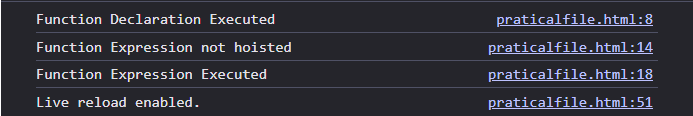 Function Declaration Executed praticalfile.html:8
Function Expression not hoisted praticalfile.html:14
Function Expression Executed praticalfile.html:18
Live reload enabled. praticalfile.html:51